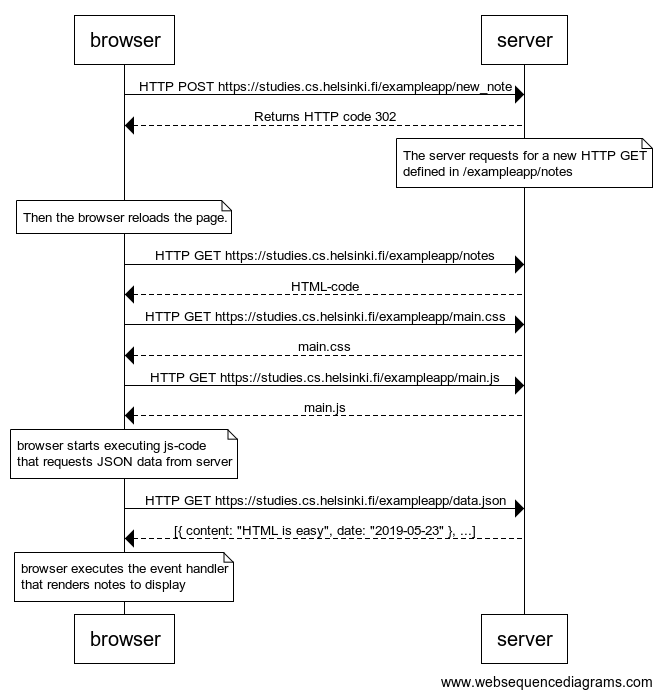 browser
server
HTTP POST https://studies.cs.helsinki.fi/exampleapp/new_note
Returns HTTP code 302
The server requests for a new HTTP GET
defined in /exampleapp/notes
Then the browser reloads the page.
HTTP GET https://studies.cs.helsinki.fi/exampleapp/notes
HTML-code
HTTP GET https://studies.cs.helsinki.fi/exampleapp/main.css
main.css
HTTP GET https://studies.cs.helsinki.fi/exampleapp/main.js
main.js
browser starts executing js-code
that requests JSON data from server
HTTP GET https://studies.cs.helsinki.fi/exampleapp/data.json
[{ content: "HTML is easy", date: "2019-05-23" }, ...]
browser executes the event handler
that renders notes to display
browser
server
www.websequencediagrams.com